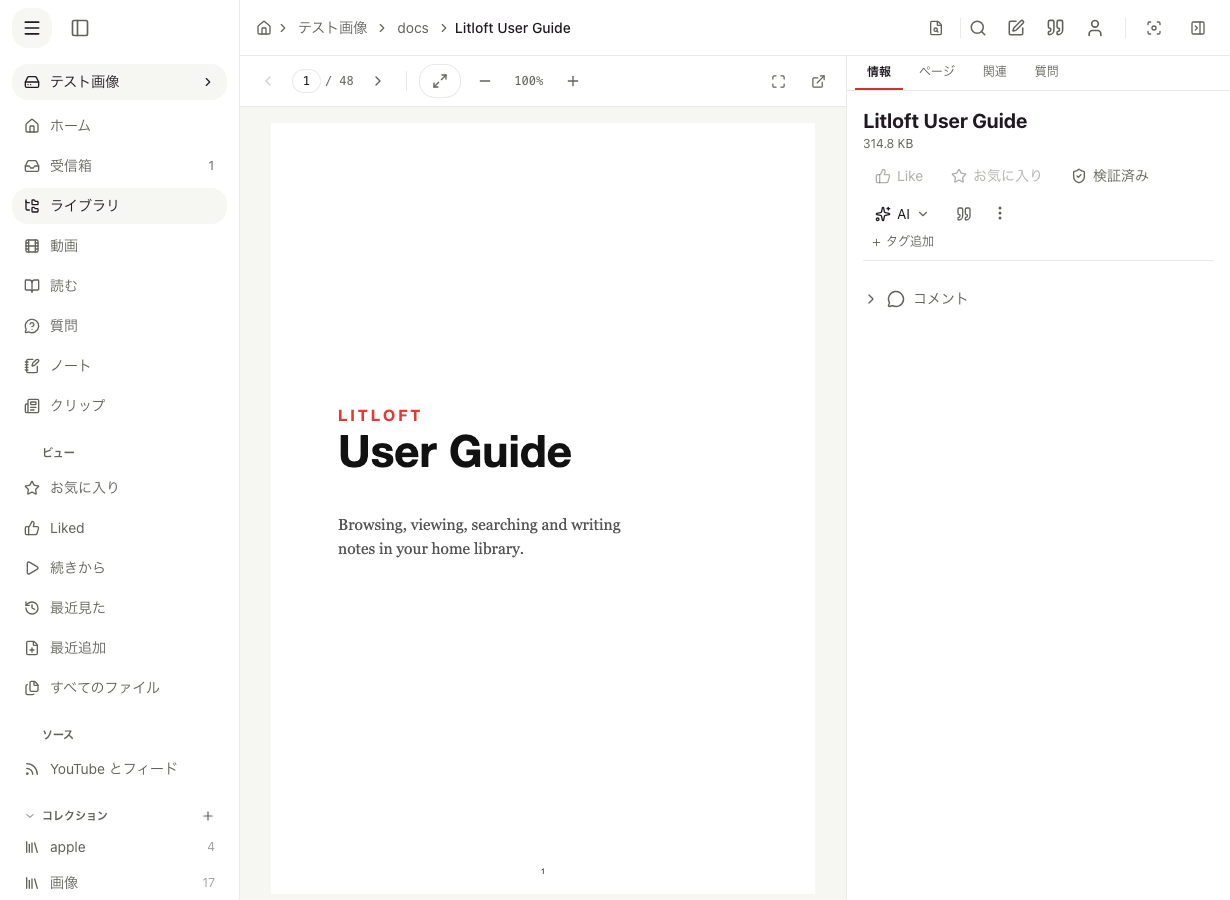 テスト画像
ホーム
受信箱 1
ライブラリ
動画
読む
質問
ノート
クリップ
ビュー
お気に入り
Liked
続きから
最近見た
最近追加
すべてのファイル
ソース
YouTube とフィード
コレクション
apple 4
画像 17
テスト画像 docs Litloft User Guide
1 / 48 100%
LITLOFT
User Guide
Browsing, viewing, searching and writing
notes in your home library.
1
情報 ページ 関連 質問
Litloft User Guide
314.8 KB
Like お気に入り 検証済み
AI
+ タグ追加
コメント